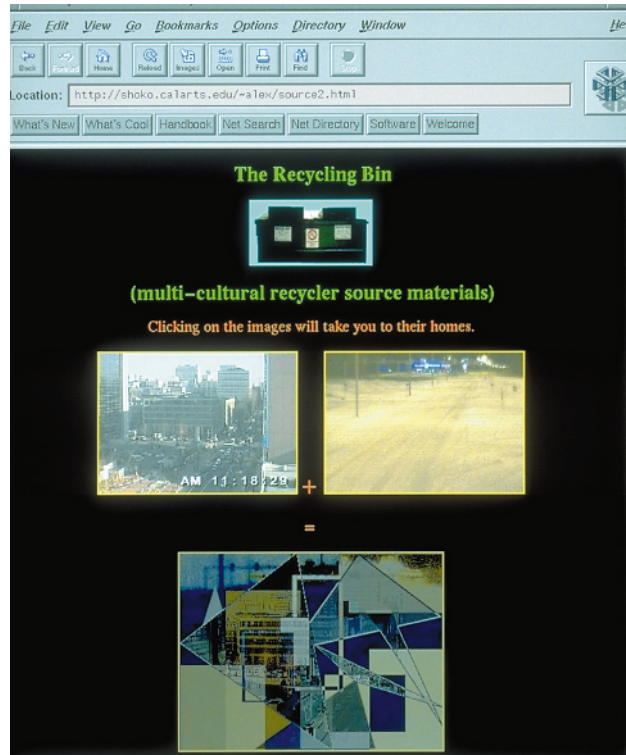 File Edit View Go Bookmarks Options Directory Window He
Back Forward Home Reload Images Open Print Find Stop
Location: http://shoko.calarts.edu/~alex/source2.html
What's New What's Cool Handbook Net Search Net Directory Software Welcome
The Recycling Bin
(multi-cultural recycler source materials)
Clicking on the images will take you to their homes.
AM 11:18:29
+
=